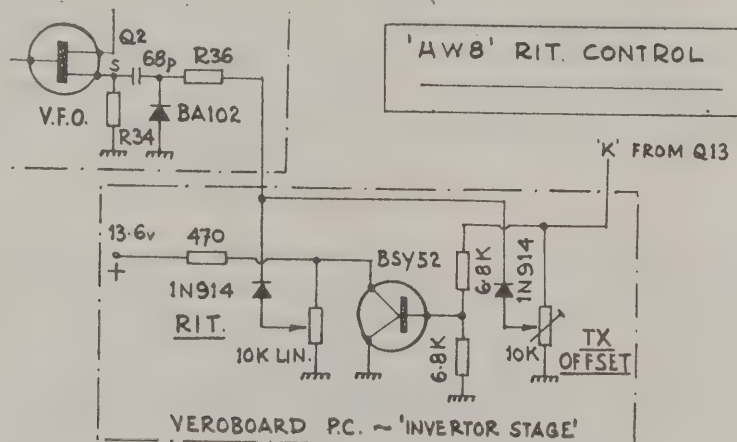 'HW8' RIT. CONTROL
Q2
S
68p
R36
V.F.O.
R34
BA102
'K' FROM Q13
13.6v
+
470
1N914
RIT.
10K LIN.
BSY52
6.8K
6.8K
1N914
10K
TX
OFFSET
VEROBOARD P.C. ~ 'INVERTOR STAGE'